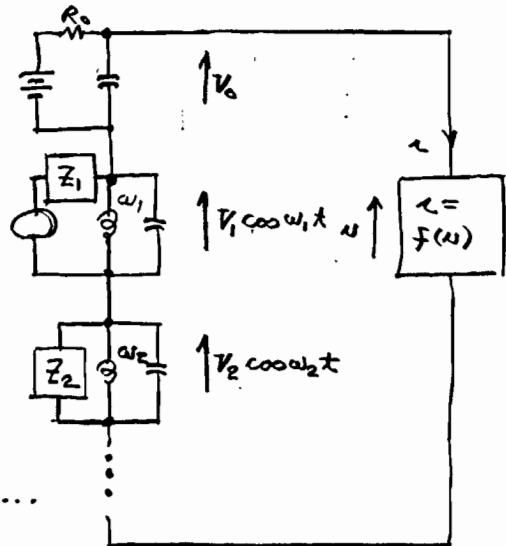 R₀
V₀
Z₁
ω₁
V₁ cos ω₁t
v
i
i =
f(v)
Z₂
ω₂
V₂ cos ω₂t
...